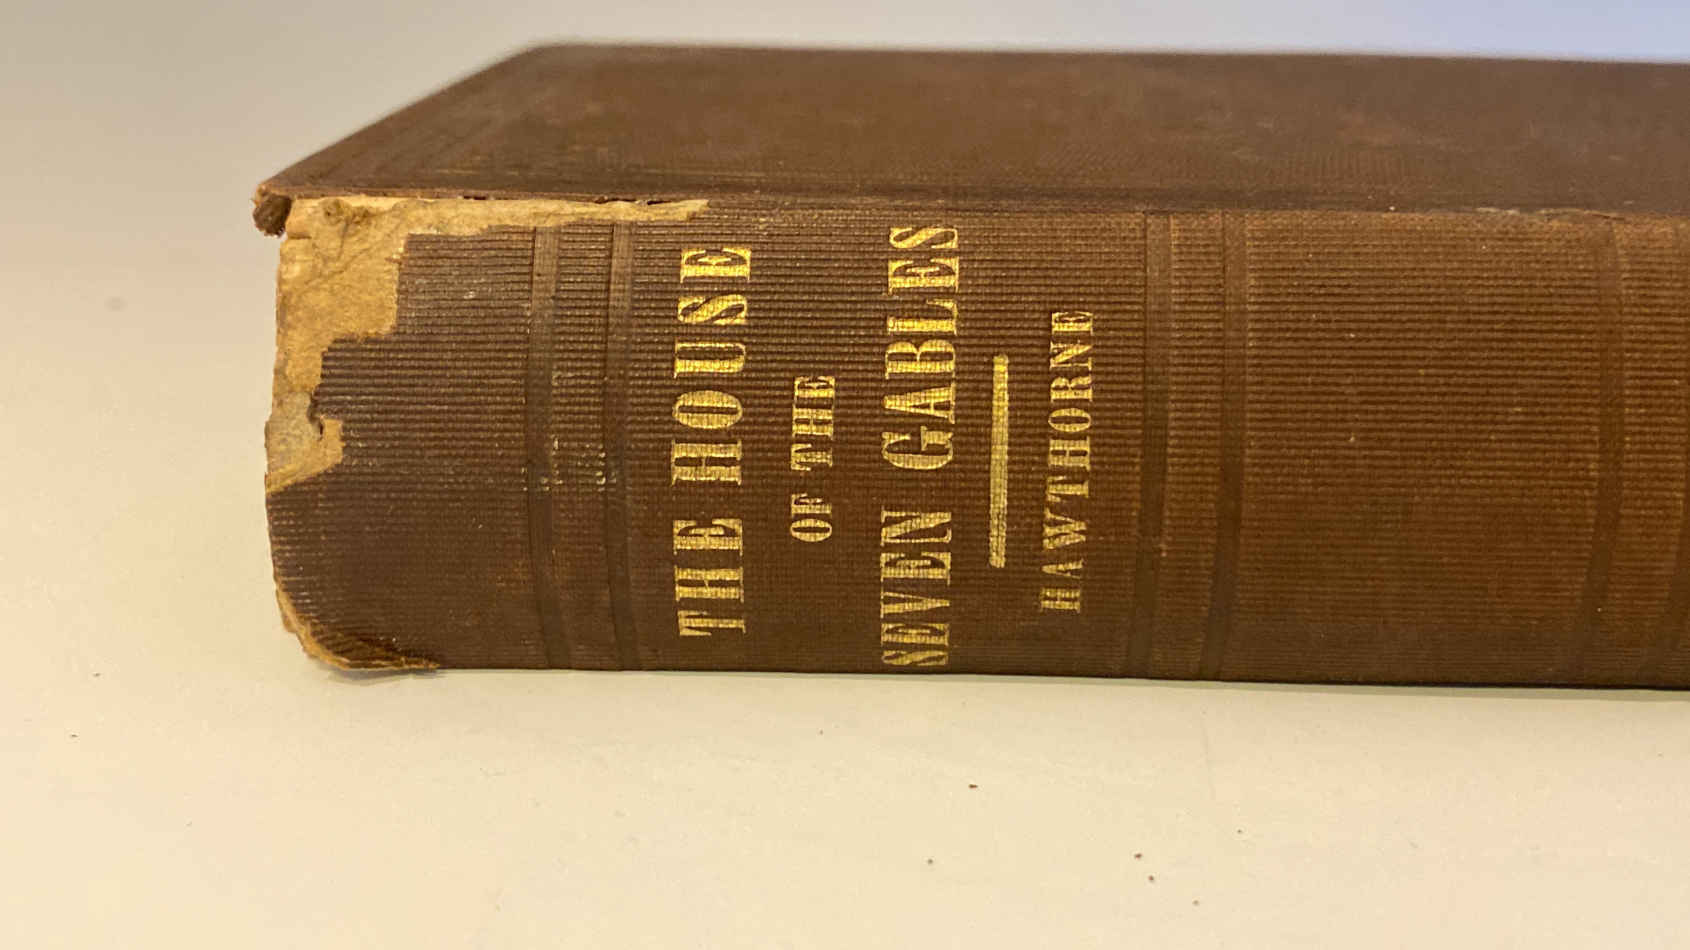 THE HOUSE
OF THE
SEVEN GABLES
HAWTHORNE